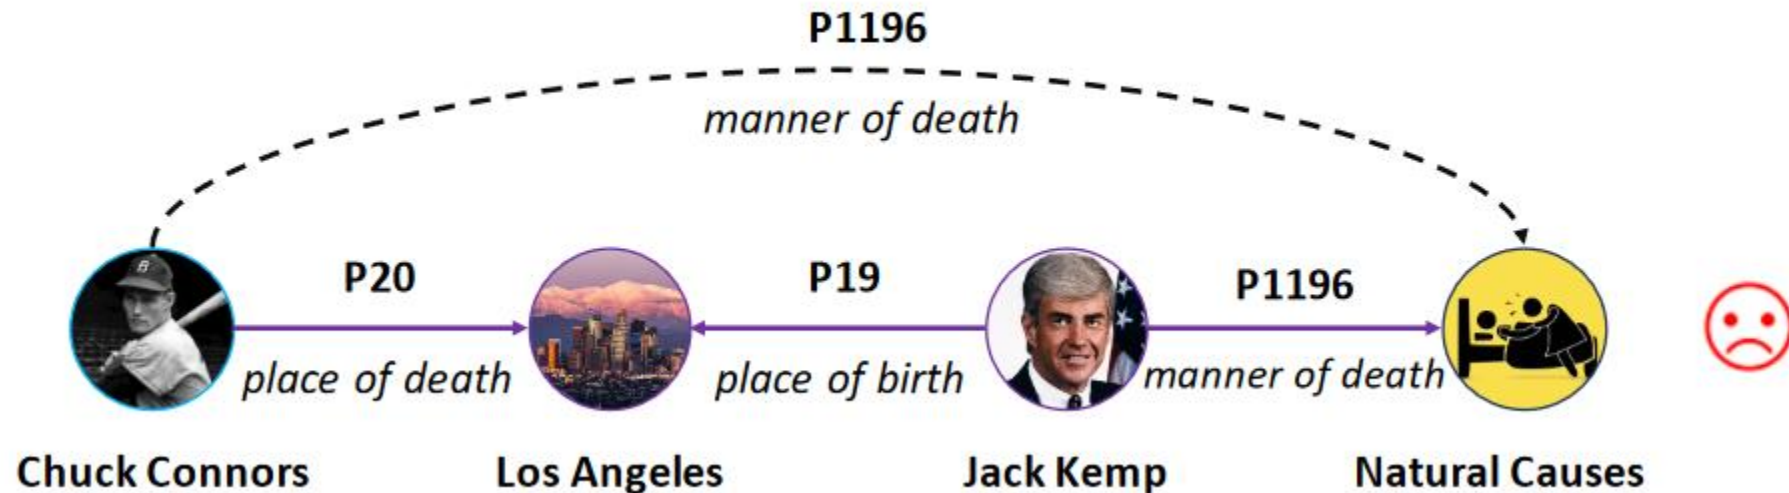 P1196
manner of death
P20
P19
P1196
place of death
place of birth
manner of death
Chuck Connors
Los Angeles
Jack Kemp
Natural Causes